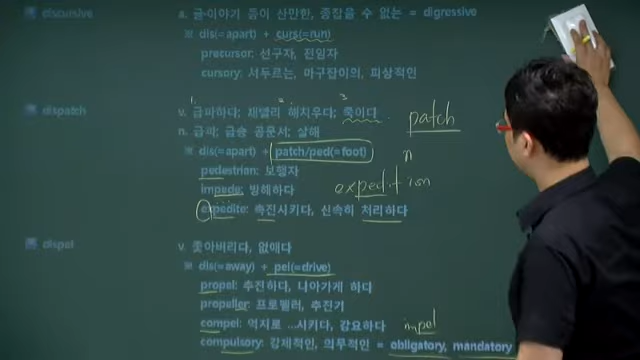 discursive
a. 글·이야기 등이 산만한, 종잡을 수 없는 = digressive
※ dis(=apart) + curs(=run)
precursor: 선구자, 전임자
cursory: 서두르는, 마구잡이의, 피상적인
dispatch
1. 2. 3
v. 급파하다; 재빨리 해치우다; 죽이다
patch
n. 급파; 급송 공문서; 살해
※ dis(=apart) + patch/ped(=foot)
n
pedestrian: 보행자
impede: 방해하다
expedition
expedite: 촉진시키다, 신속히 처리하다
dispel
v. 쫓아버리다, 없애다
※ dis(=away) + pel(=drive)
propel: 추진하다, 나아가게 하다
propeller: 프로펠러, 추진기
compel: 억지로 ...시키다, 강요하다
impel
compulsory: 강제적인, 의무적인 = obligatory, mandatory